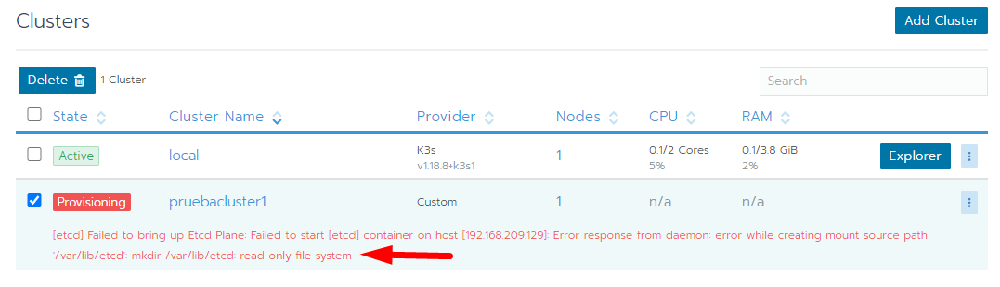 Clusters
Add Cluster
Delete 1 Cluster
Search
State Cluster Name Provider Nodes CPU RAM
Active local K3s 1 0.1/2 Cores 0.1/3.8 GiB Explorer
v1.18.8+k3s1 5% 2%
Provisioning pruebacluster1 Custom 1 n/a n/a
[etcd] Failed to bring up Etcd Plane: Failed to start [etcd] container on host [192.168.209.129]: Error response from daemon: error while creating mount source path
'/var/lib/etcd': mkdir /var/lib/etcd: read-only file system